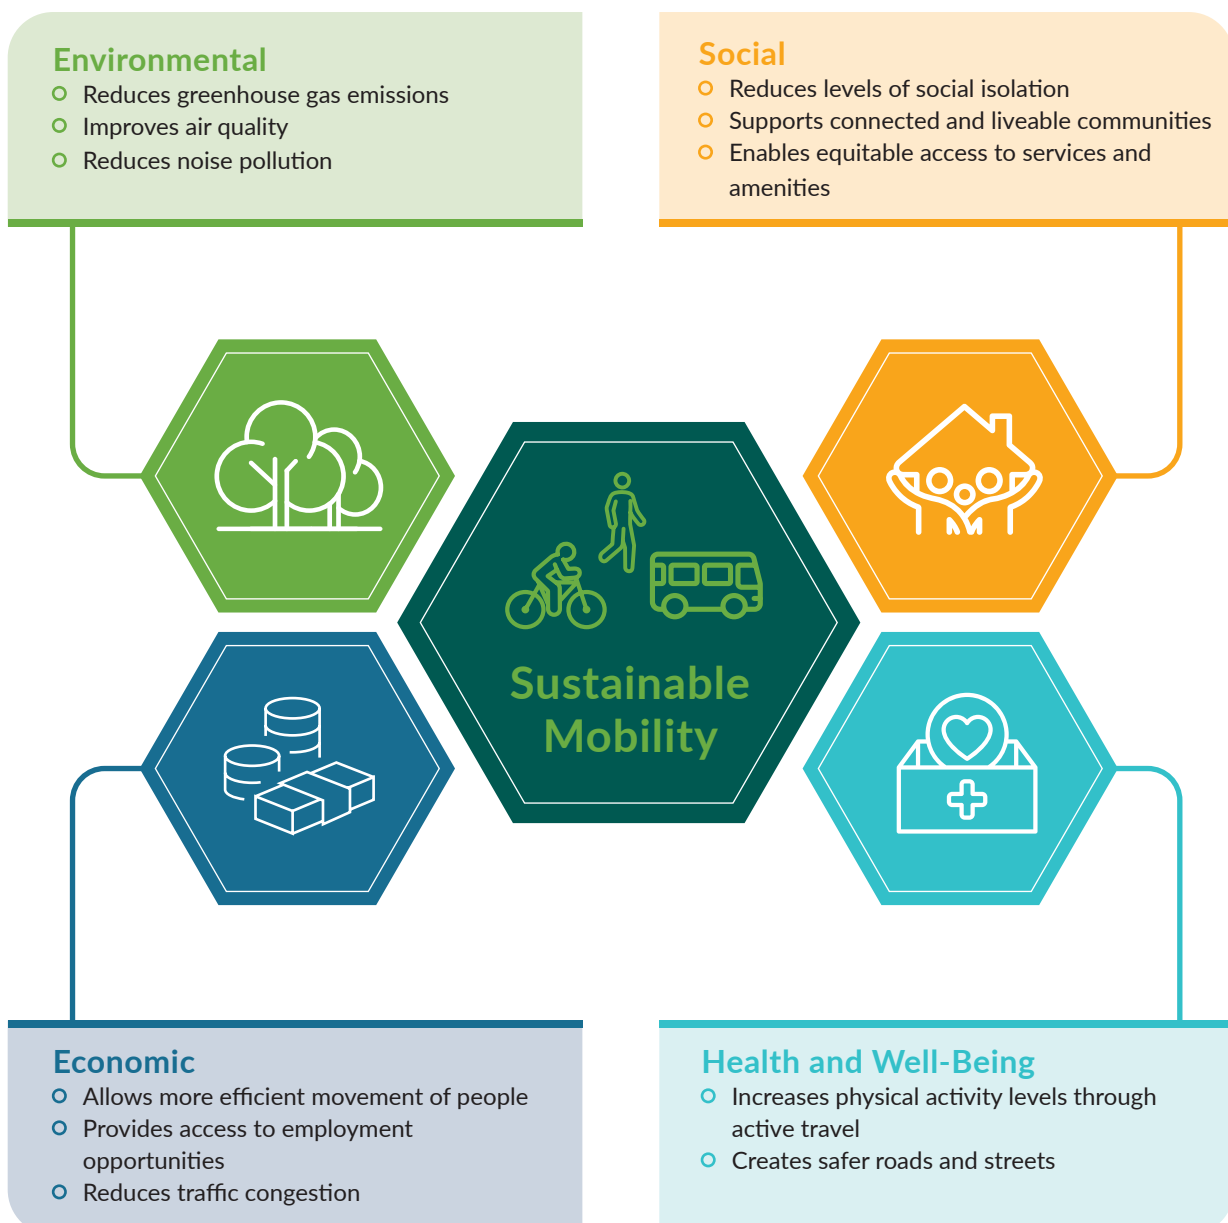 Environmental
Reduces greenhouse gas emissions
Improves air quality
Reduces noise pollution
Social
Reduces levels of social isolation
Supports connected and liveable communities
Enables equitable access to services and
amenities
Sustainable
Mobility
Economic
Allows more efficient movement of people
Provides access to employment
opportunities
Reduces traffic congestion
Health and Well-Being
Increases physical activity levels through
active travel
Creates safer roads and streets